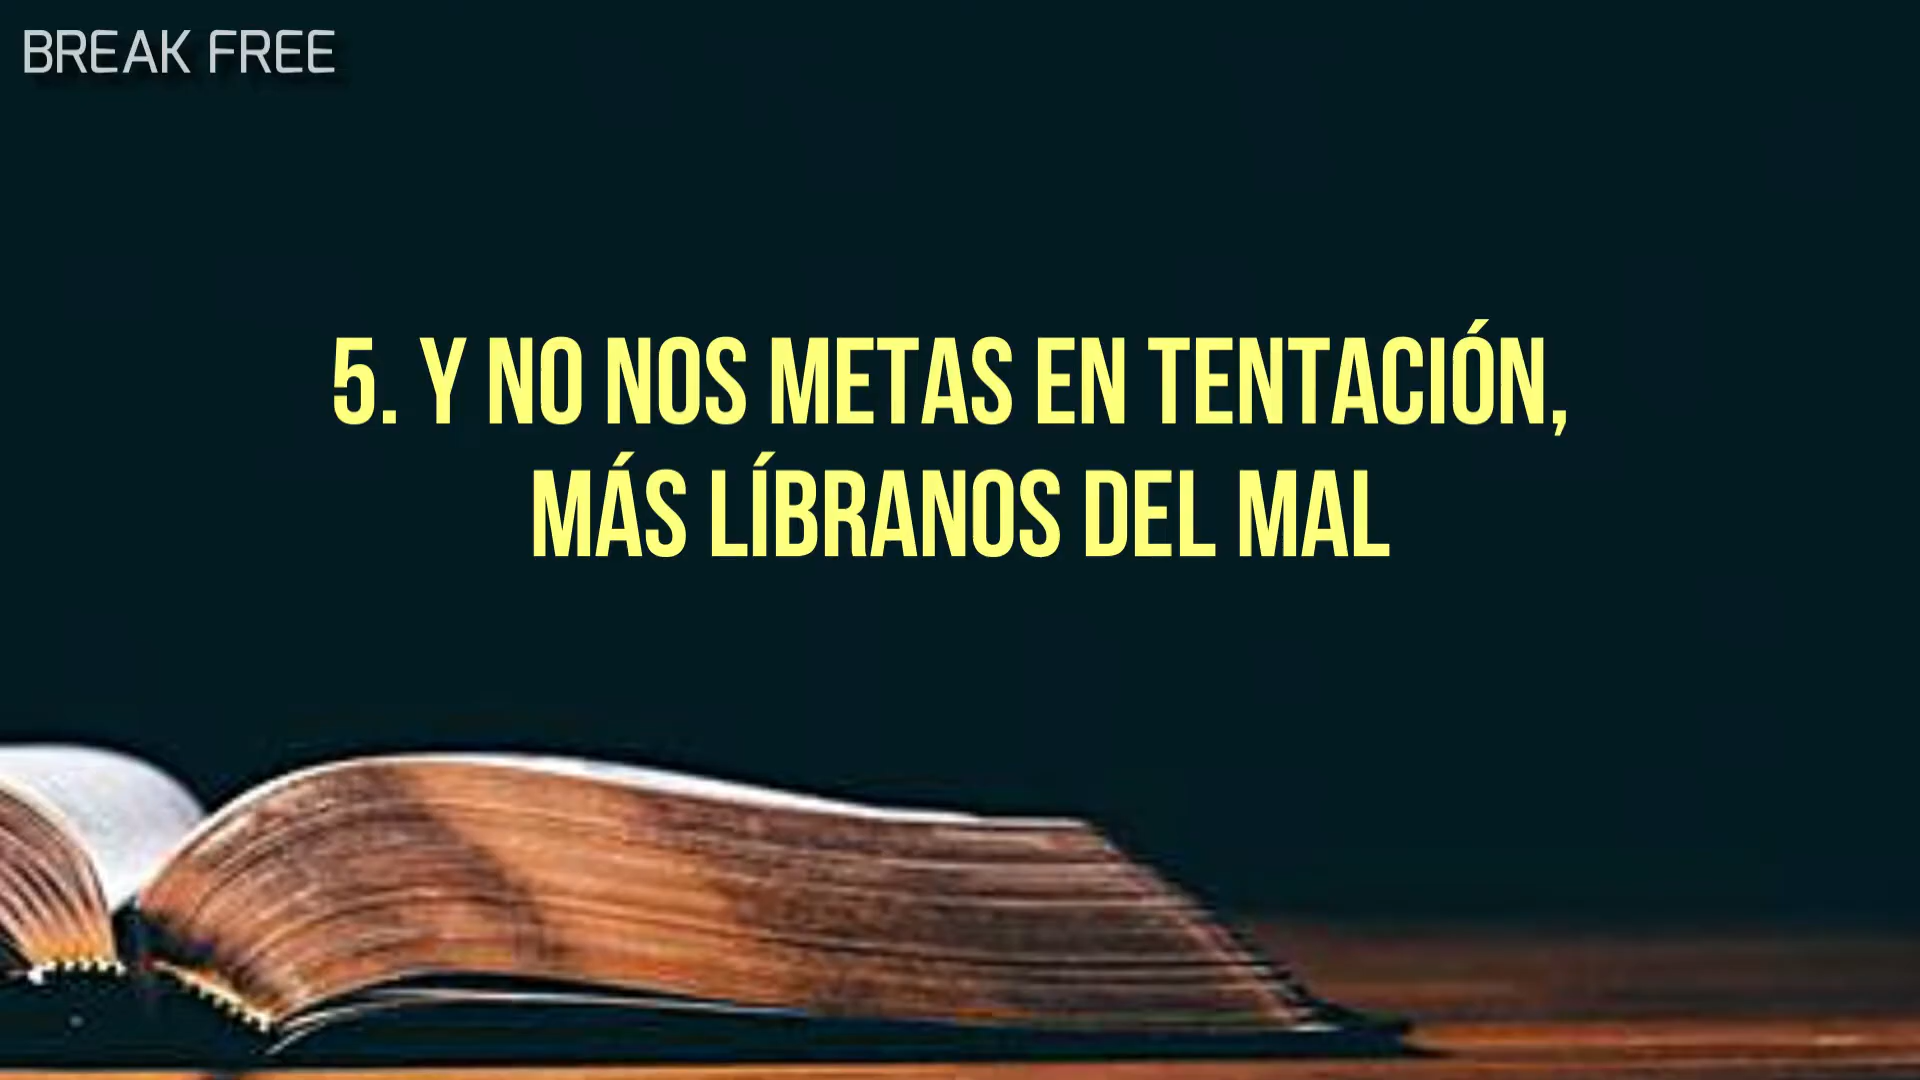 BREAK FREE
5. Y NO NOS METAS EN TENTACIÓN,
MÁS LÍBRANOS DEL MAL